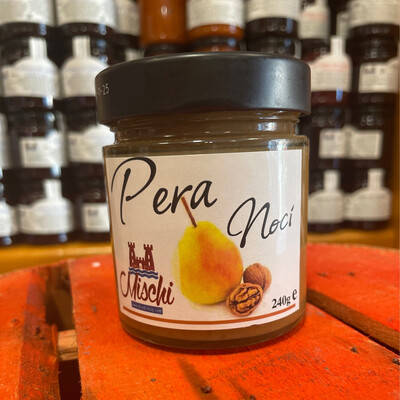 Pera
Noci
Mischi
240g e